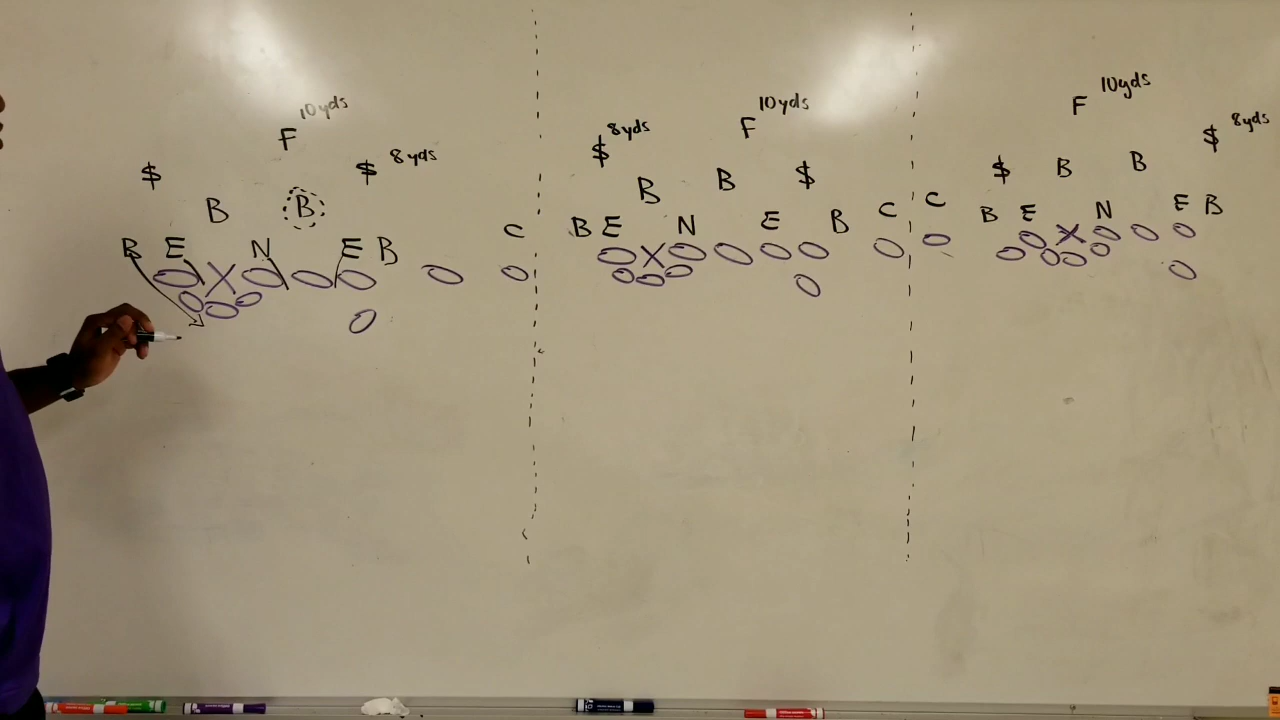 10yds
F
$ $ 8yds
B B
B E N E B C
X
$ 8yds F 10yds
B B $
B E N E B C
X
F 10yds
$ 8yds
$ B B
C B E N E B
X